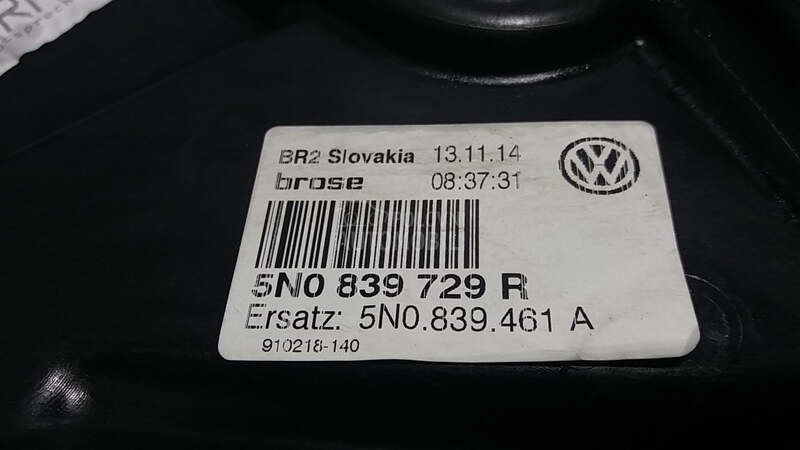 BR2 Slovakia 13.11.14
brose 08:37:31
5N0 839 729 R
Ersatz: 5N0.839.461 A
910218-140